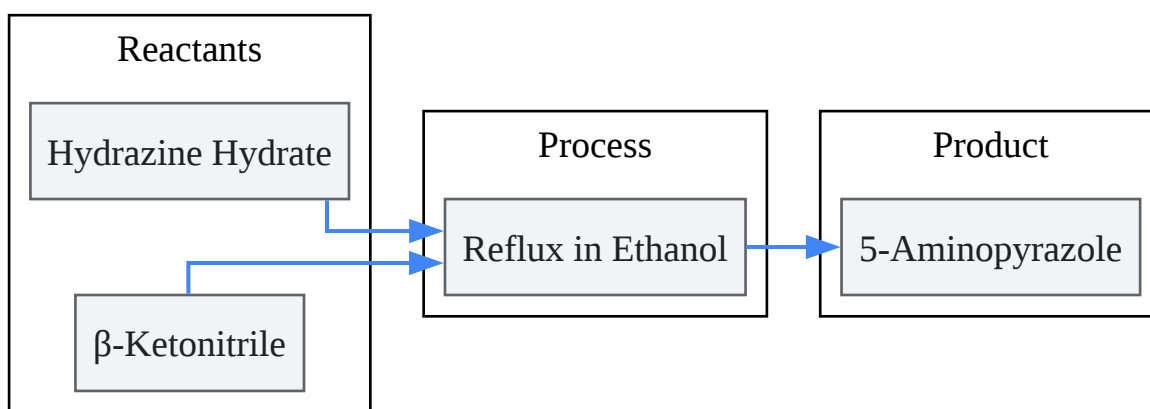 Reactants
Hydrazine Hydrate
β-Ketonitrile
Process
Reflux in Ethanol
Product
5-Aminopyrazole